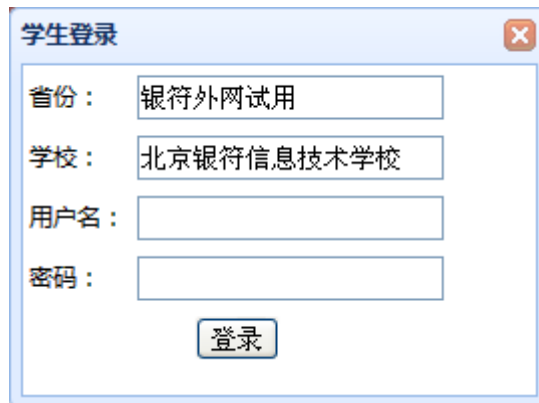 学生登录
省份： 银符外网试用
学校： 北京银符信息技术学校
用户名：
密码：
登录